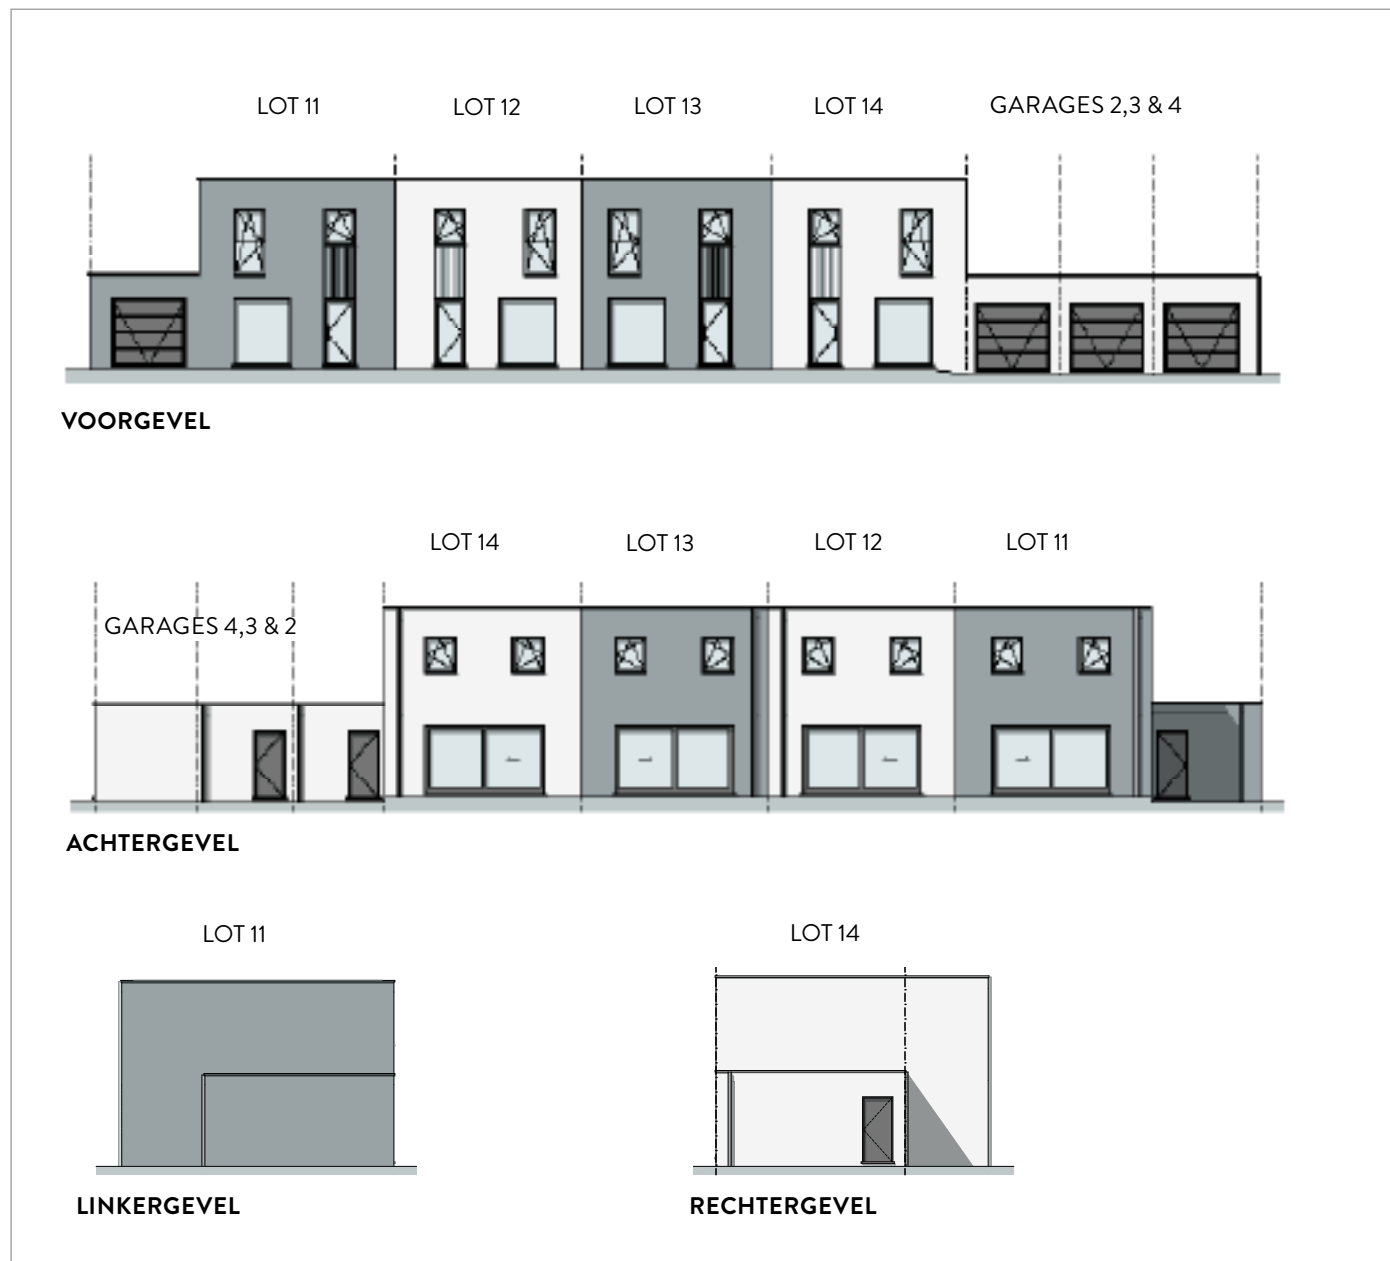 LOT 11
LOT 12
LOT 13
LOT 14
GARAGES 2,3 & 4
VOORGEVEL
LOT 14
LOT 13
LOT 12
LOT 11
GARAGES 4,3 & 2
ACHTERGEVEL
LOT 11
LOT 14
LINKERGEVEL
RECHTERGEVEL